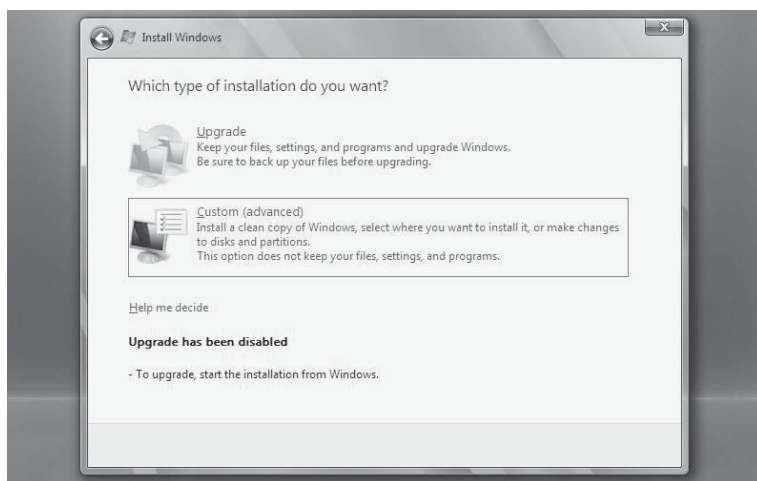 Install Windows
Which type of installation do you want?
Upgrade
Keep your files, settings, and programs and upgrade Windows.
Be sure to back up your files before upgrading.
Custom (advanced)
Install a clean copy of Windows, select where you want to install it, or make changes
to disks and partitions.
This option does not keep your files, settings, and programs.
Help me decide
Upgrade has been disabled
- To upgrade, start the installation from Windows.